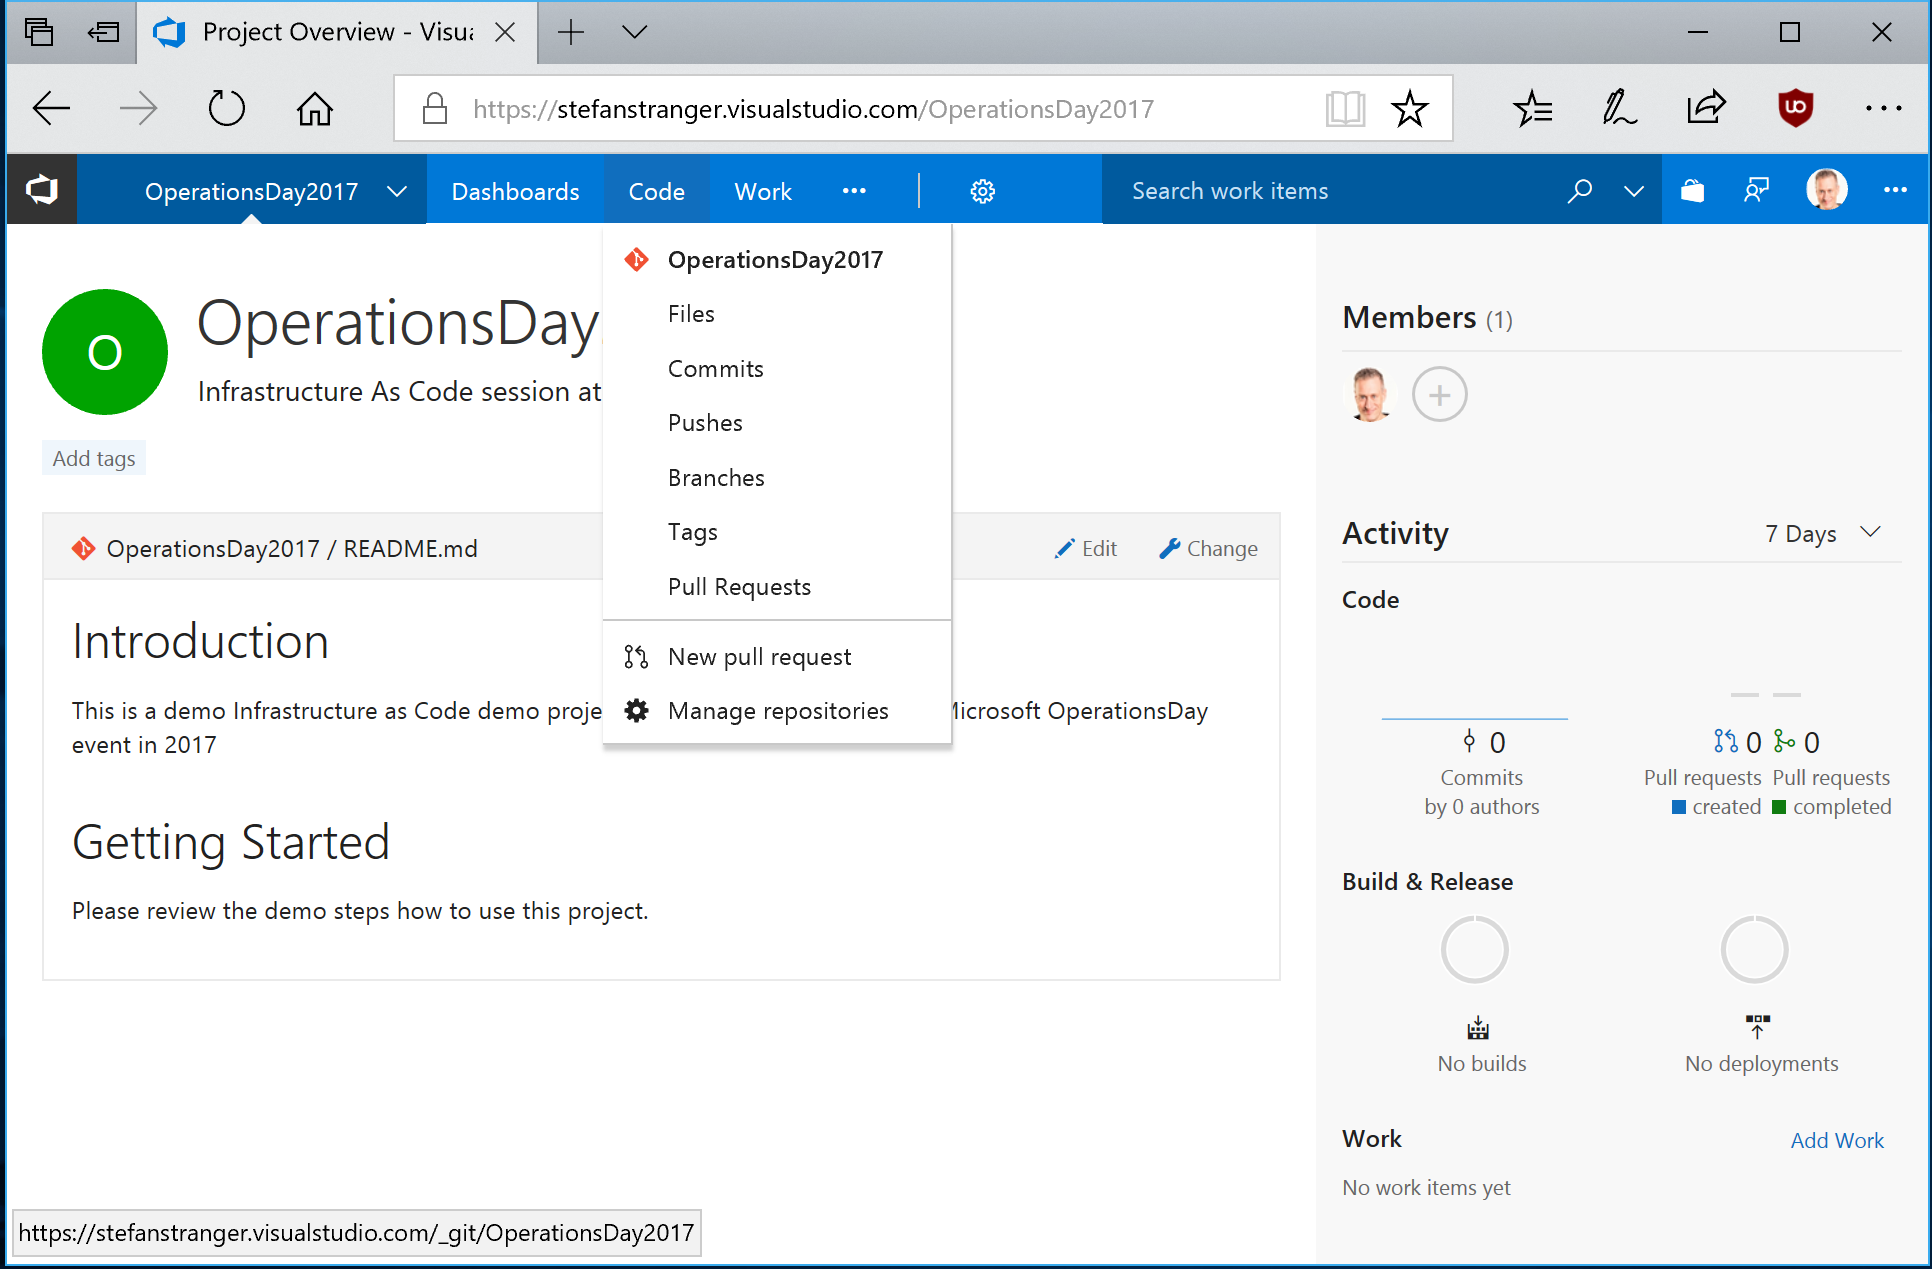 Project Overview - Visua
https://stefanstranger.visualstudio.com/OperationsDay2017
OperationsDay2017
Dashboards
Code
Work
Search work items
OperationsDay2017
Files
Commits
Pushes
Branches
Tags
Pull Requests
New pull request
Manage repositories
O
OperationsDay
Infrastructure As Code session at
Add tags
OperationsDay2017 / README.md
Edit
Change
Introduction
This is a demo Infrastructure as Code demo proje Microsoft OperationsDay
event in 2017
Getting Started
Please review the demo steps how to use this project.
Members (1)
Activity
7 Days
Code
0
Commits
by 0 authors
0
Pull requests
created
0
Pull requests
completed
Build & Release
No builds
No deployments
Work
Add Work
No work items yet
https://stefanstranger.visualstudio.com/_git/OperationsDay2017